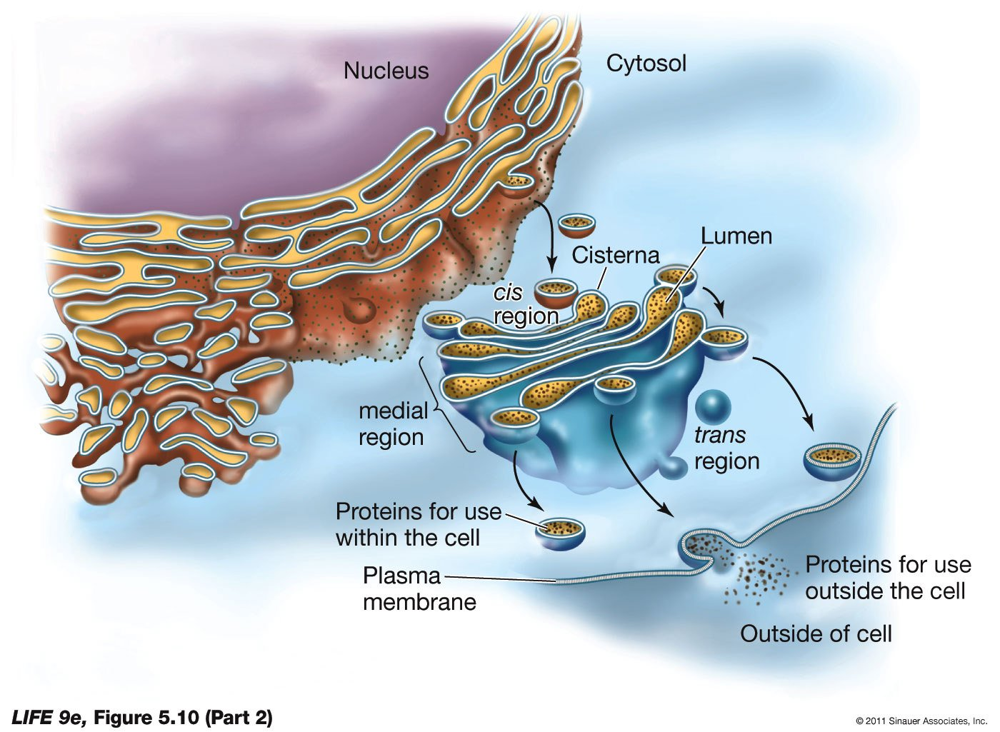 Nucleus
Cytosol
Lumen
Cisterna
cis
region
medial
region
trans
region
Proteins for use
within the cell
Plasma
membrane
Proteins for use
outside the cell
Outside of cell
LIFE 9e, Figure 5.10 (Part 2)
© 2011 Sinauer Associates, Inc.